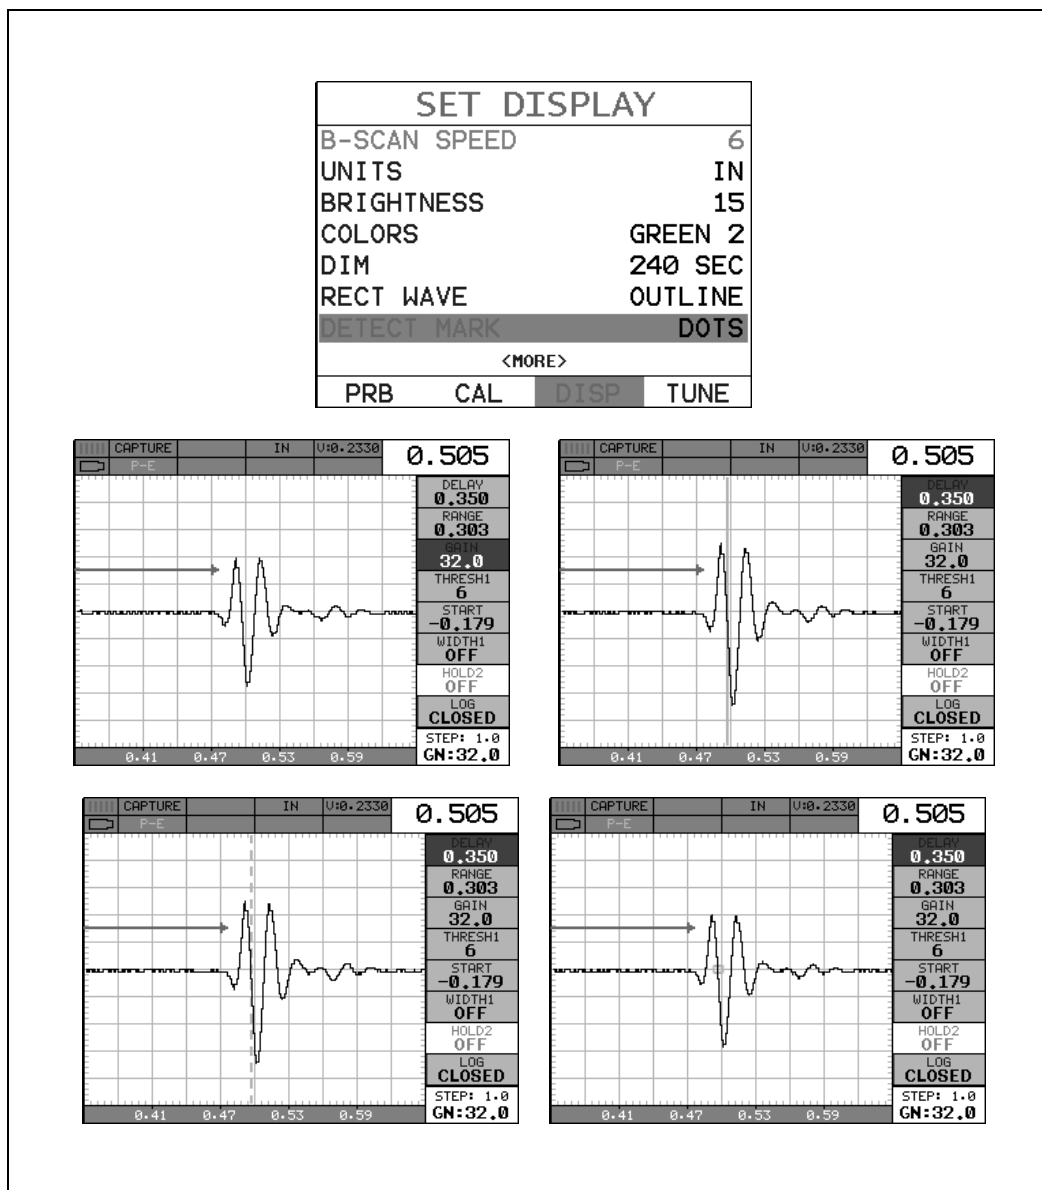 SET DISPLAY
B-SCAN SPEED 6
UNITS IN
BRIGHTNESS 15
COLORS GREEN 2
DIM 240 SEC
RECT WAVE OUTLINE
DETECT MARK DOTS
<MORE>
PRB CAL DISP TUNE
CAPTURE IN V:0.2330 0.505
P-E
DELAY
0.350
RANGE
0.303
GAIN
32.0
THRESH1
6
START
-0.179
WIDTH1
OFF
HOLD2
OFF
LOG
CLOSED
STEP: 1.0
GN:32.0
0.41 0.47 0.53 0.59
CAPTURE IN V:0.2330 0.505
P-E
DELAY
0.350
RANGE
0.303
GAIN
32.0
THRESH1
6
START
-0.179
WIDTH1
OFF
HOLD2
OFF
LOG
CLOSED
STEP: 1.0
GN:32.0
0.41 0.47 0.53 0.59
CAPTURE IN V:0.2330 0.505
P-E
DELAY
0.350
RANGE
0.303
GAIN
32.0
THRESH1
6
START
-0.179
WIDTH1
OFF
HOLD2
OFF
LOG
CLOSED
STEP: 1.0
GN:32.0
0.41 0.47 0.53 0.59
CAPTURE IN V:0.2330 0.505
P-E
DELAY
0.350
RANGE
0.303
GAIN
32.0
THRESH1
6
START
-0.179
WIDTH1
OFF
HOLD2
OFF
LOG
CLOSED
STEP: 1.0
GN:32.0
0.41 0.47 0.53 0.59